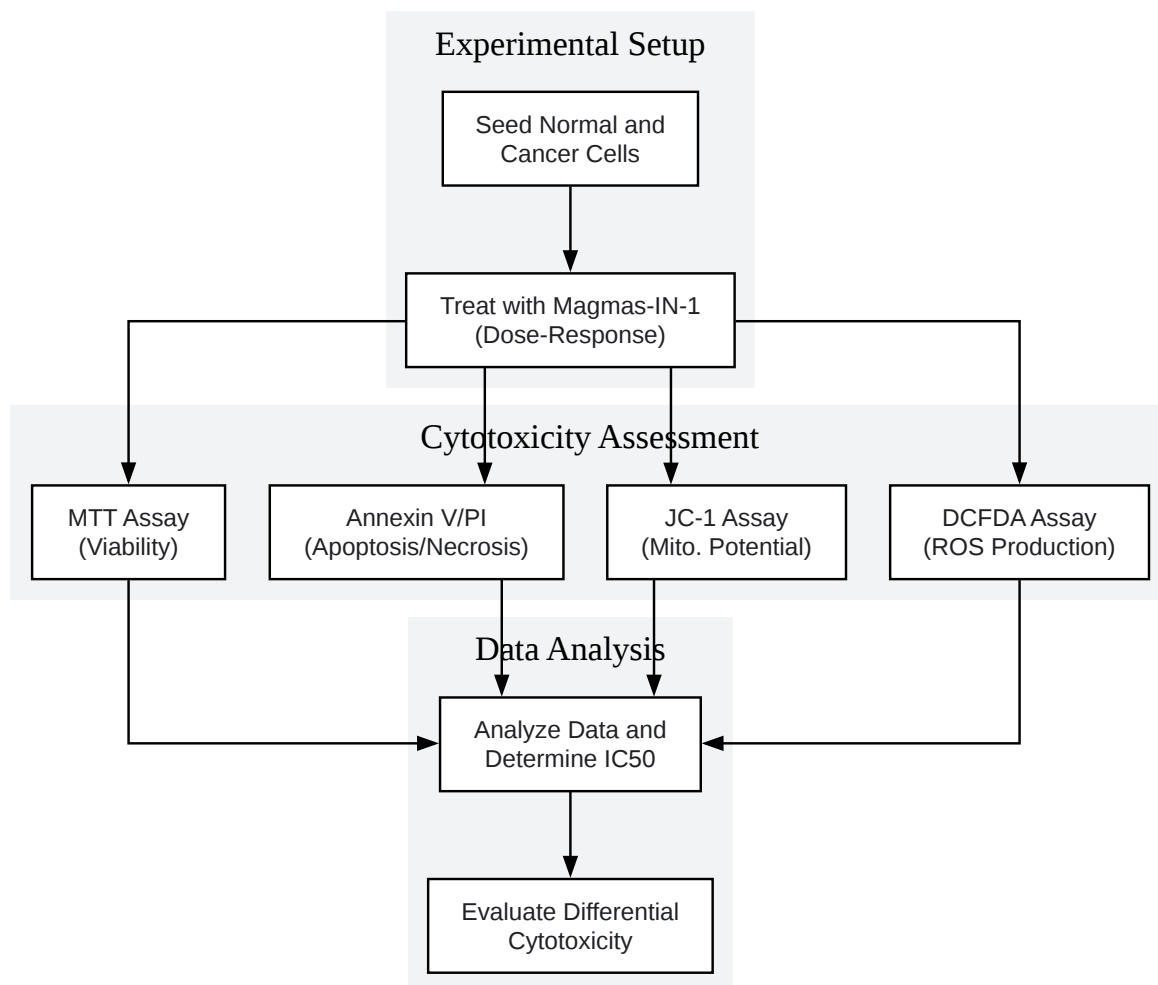 Experimental Setup
Seed Normal and
Cancer Cells
Treat with Magmas-IN-1
(Dose-Response)
Cytotoxicity Assessment
MTT Assay
(Viability)
Annexin V/PI
(Apoptosis/Necrosis)
JC-1 Assay
(Mito. Potential)
DCFDA Assay
(ROS Production)
Data Analysis
Analyze Data and
Determine IC50
Evaluate Differential
Cytotoxicity